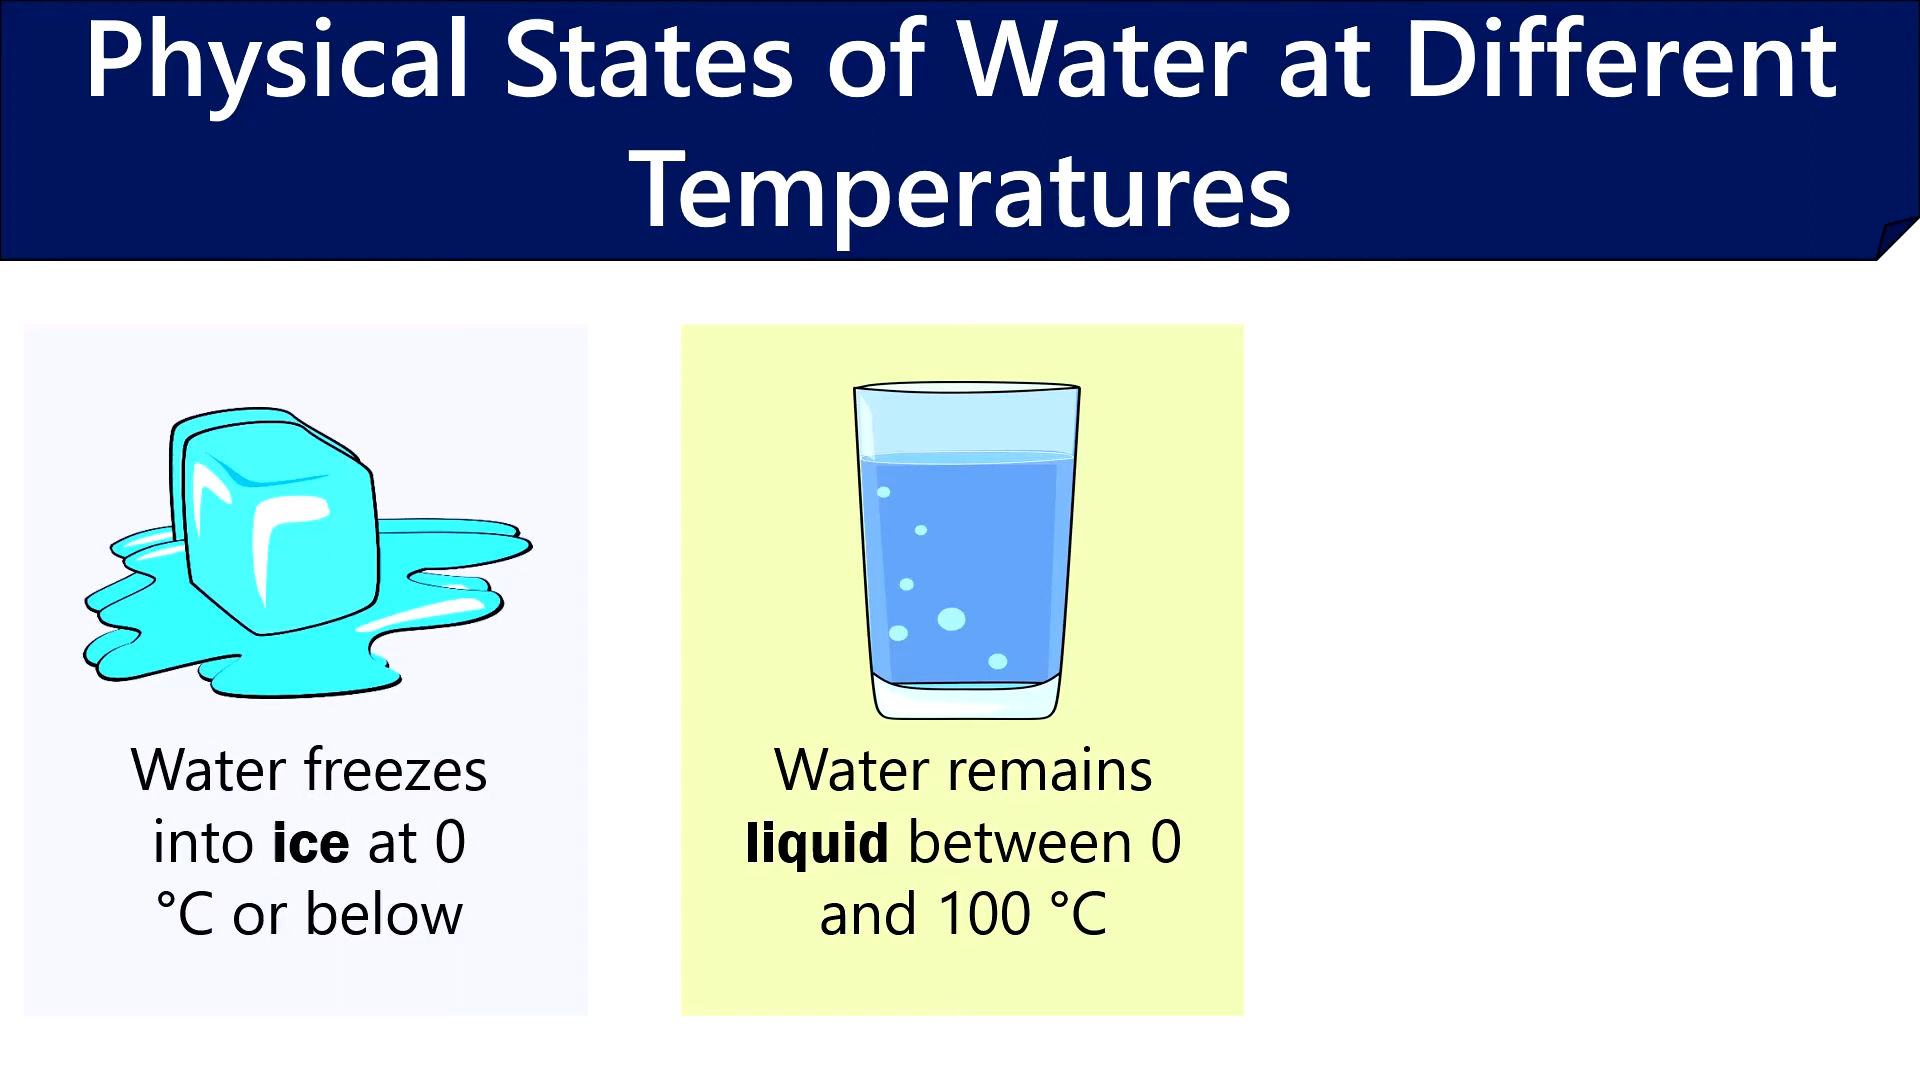 Physical States of Water at Different
Temperatures
Water freezes
into ice at 0
°C or below
Water remains
liquid between 0
and 100 °C